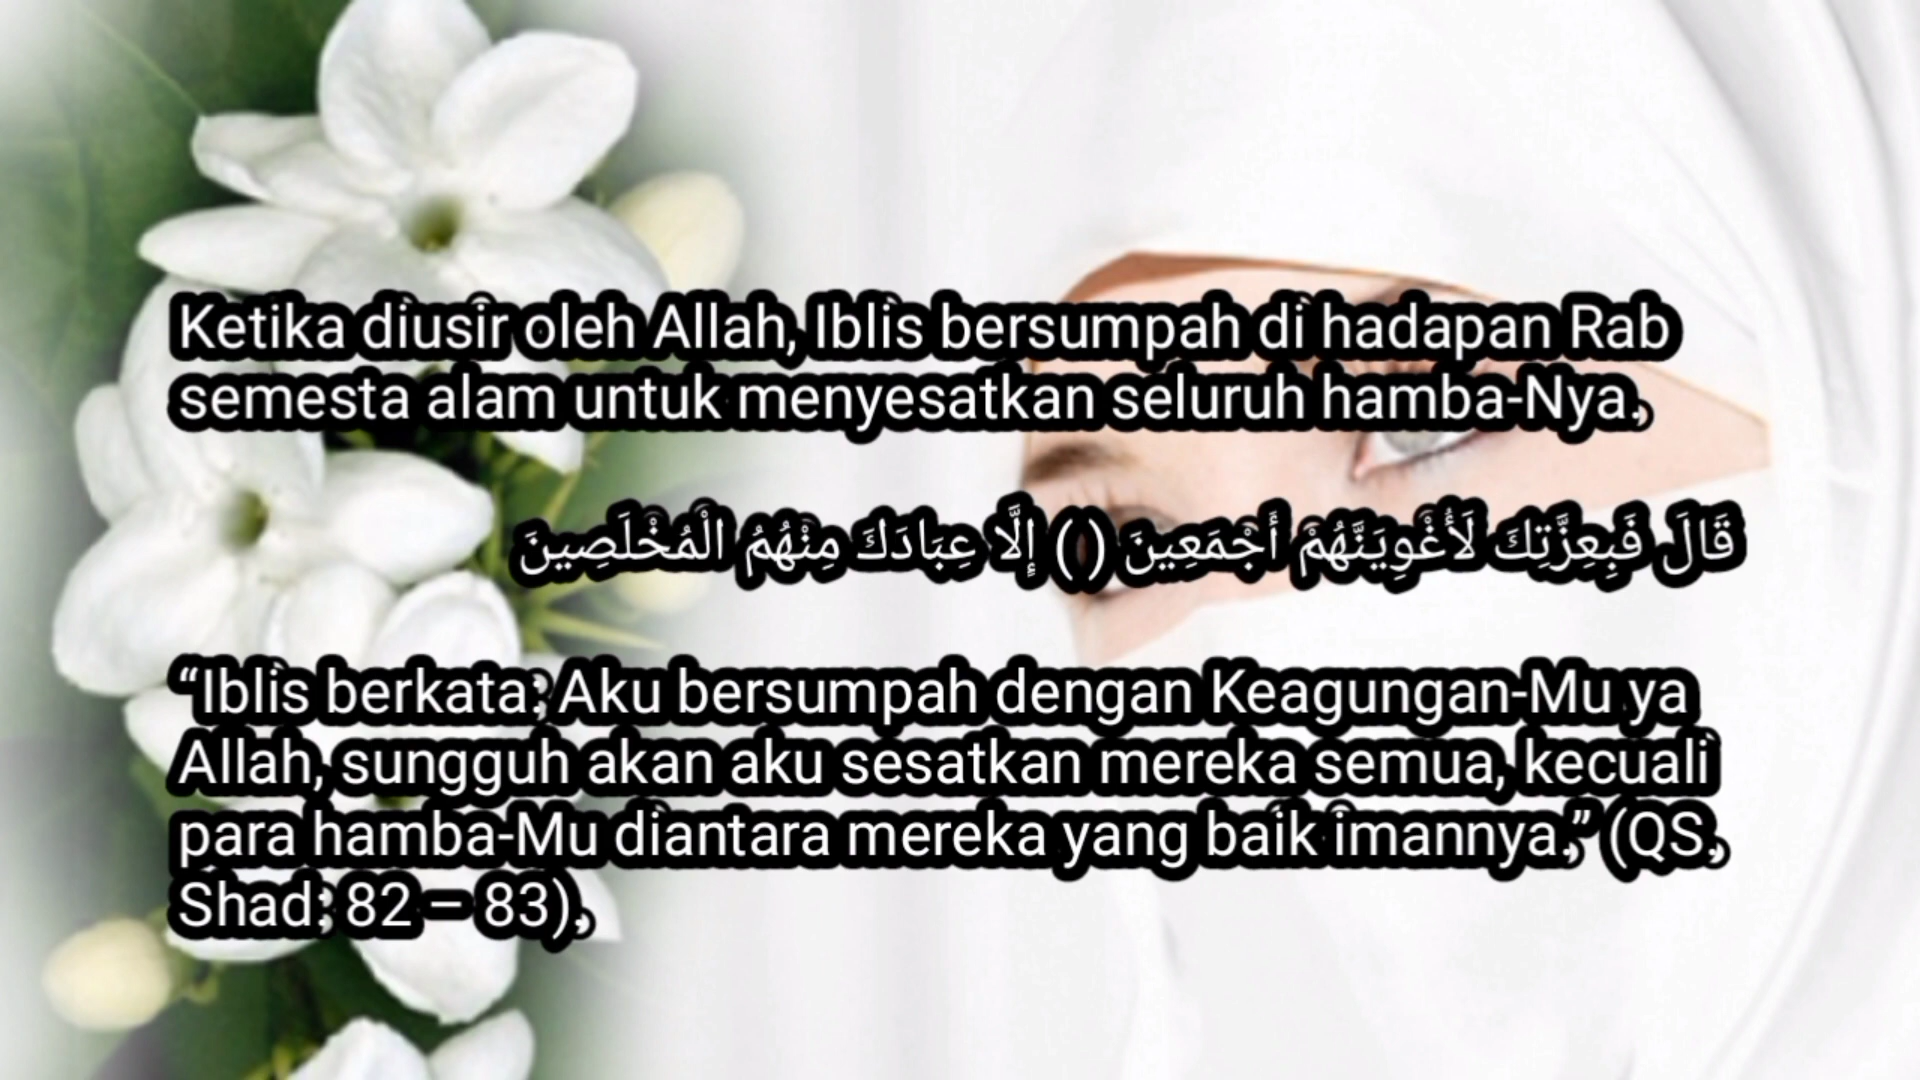 Ketika diusir oleh Allah, Iblis bersumpah di hadapan Rab
semesta alam untuk menyesatkan seluruh hamba-Nya.
قَالَ فَبِعِزَّتِكَ لَأُغْوِيَنَّهُمْ أَجْمَعِينَ ( ) إِلَّا عِبَادَكَ مِنْهُمُ الْمُخْلَصِينَ
“Iblis berkata: Aku bersumpah dengan Keagungan-Mu ya
Allah, sungguh akan aku sesatkan mereka semua, kecuali
para hamba-Mu diantara mereka yang baik imannya.” (QS.
Shad: 82 – 83).